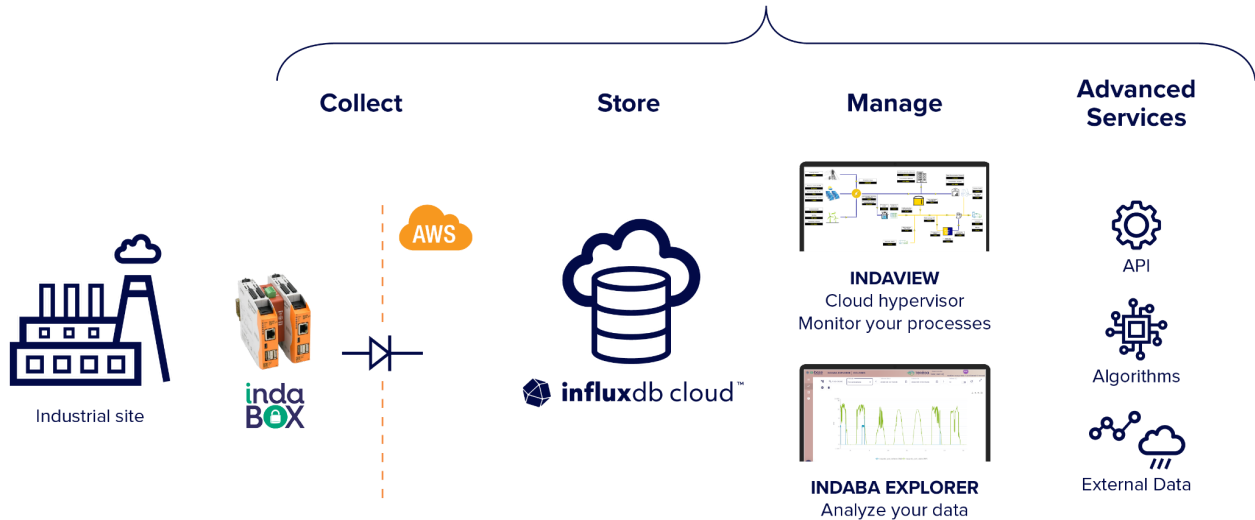 Collect
Store
Manage
Advanced
Services
AWS
Industrial site
inda
BOX
influxdb cloud™
INDAVIEW
Cloud hypervisor
Monitor your processes
INDABA EXPLORER
Analyze your data
API
Algorithms
External Data